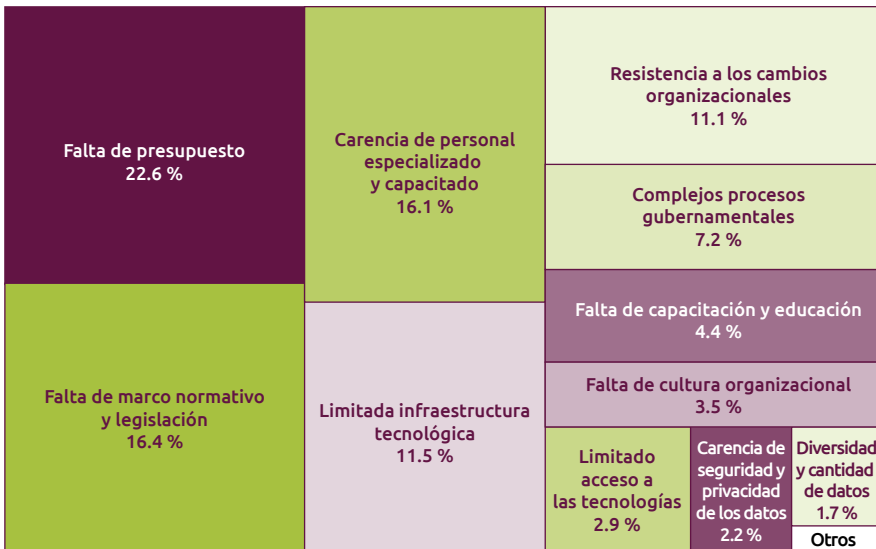 Falta de presupuesto
22.6 %
Falta de marco normativo
y legislación
16.4 %
Carencia de personal
especializado
y capacitado
16.1 %
Limitada infraestructura
tecnológica
11.5 %
Resistencia a los cambios
organizacionales
11.1 %
Complejos procesos
gubernamentales
7.2 %
Falta de capacitación y educación
4.4 %
Falta de cultura organizacional
3.5 %
Limitado
acceso a
las tecnologías
2.9 %
Carencia de
seguridad y
privacidad
de los datos
2.2 %
Diversidad
y cantidad
de datos
1.7 %
Otros